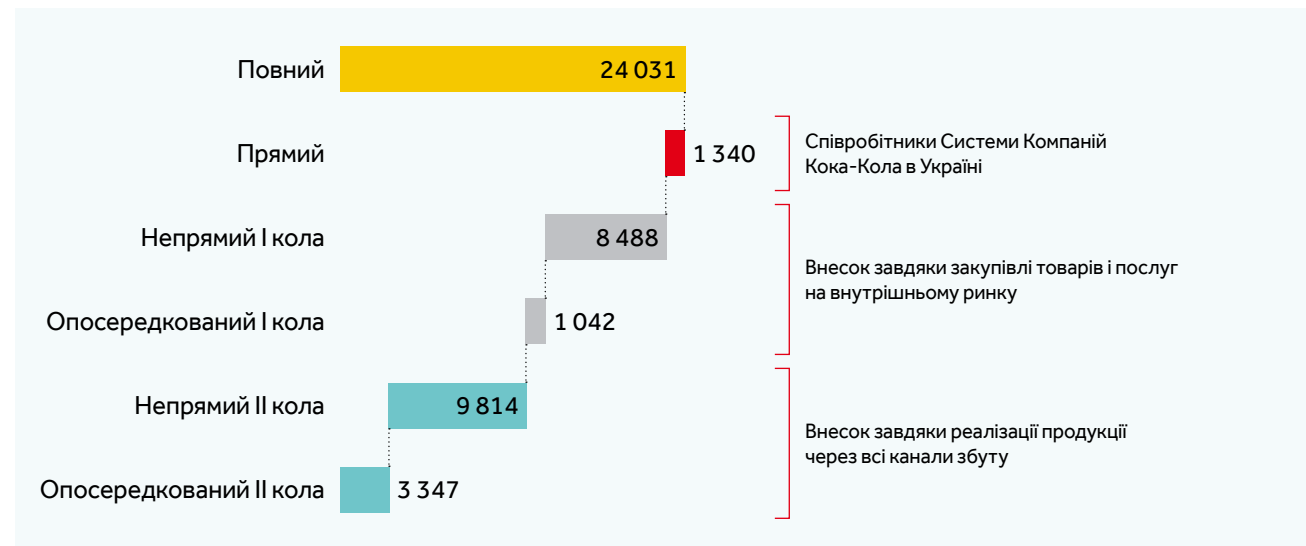 Повний 24 031
Прямий 1 340
Співробітники Системи Компаній
Кока-Кола в Україні
Непрямий І кола 8 488
Опосередкований І кола 1 042
Внесок завдяки закупівлі товарів і послуг
на внутрішньому ринку
Непрямий ІІ кола 9 814
Опосередкований ІІ кола 3 347
Внесок завдяки реалізації продукції
через всі канали збуту